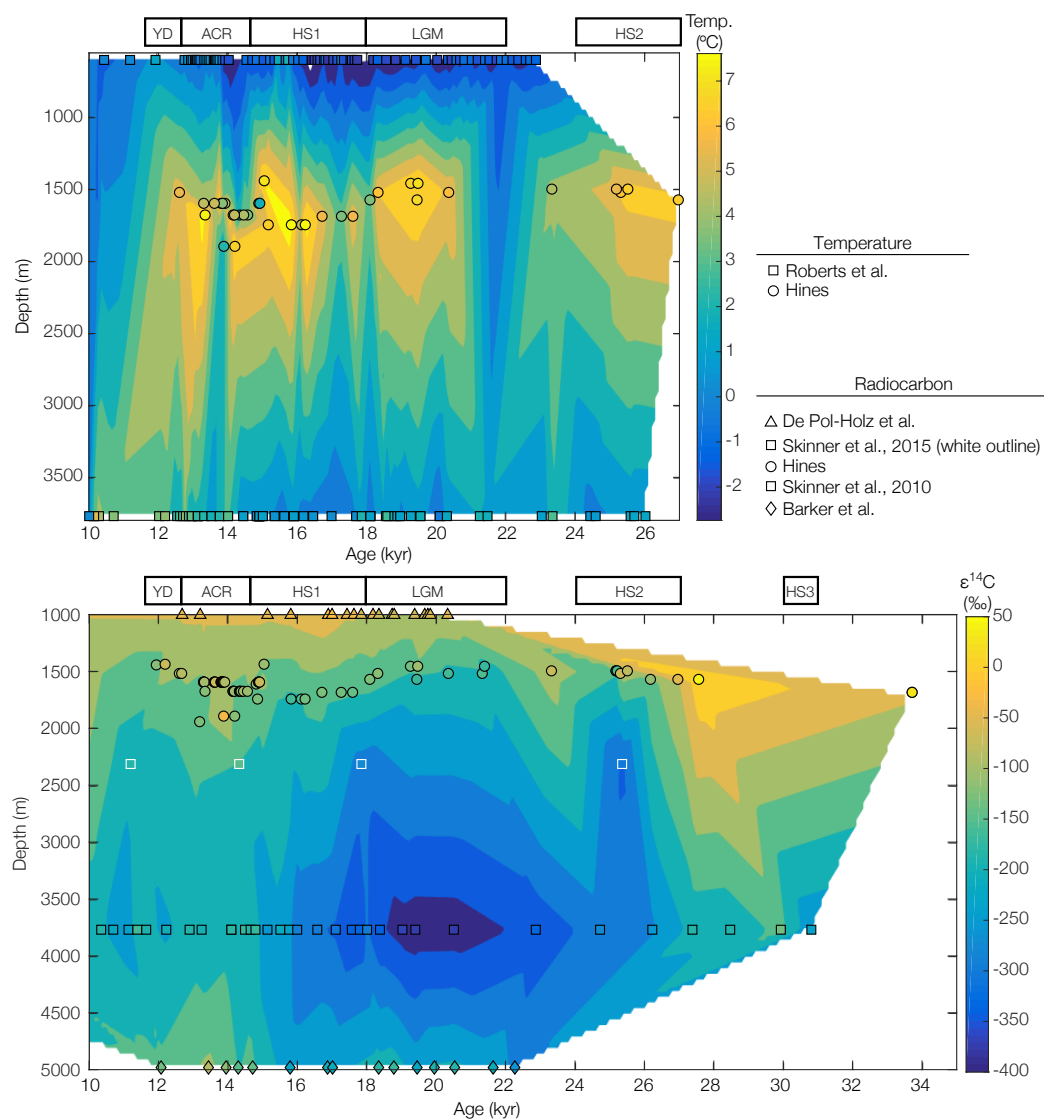 YD ACR HS1 LGM HS2
Temp.
(ºC)
7
6
5
4
3
2
1
0
-1
-2
Depth (m)
1000
1500
2000
2500
3000
3500
10 12 14 16 18 20 22 24 26
Age (kyr)
Temperature
Roberts et al.
Hines
Radiocarbon
De Pol-Holz et al.
Skinner et al., 2015 (white outline)
Hines
Skinner et al., 2010
Barker et al.
YD ACR HS1 LGM HS2 HS3
ε¹⁴C
(‰)
50
0
-50
-100
-150
-200
-250
-300
-350
-400
Depth (m)
1000
1500
2000
2500
3000
3500
4000
4500
5000
10 12 14 16 18 20 22 24 26 28 30 32 34
Age (kyr)